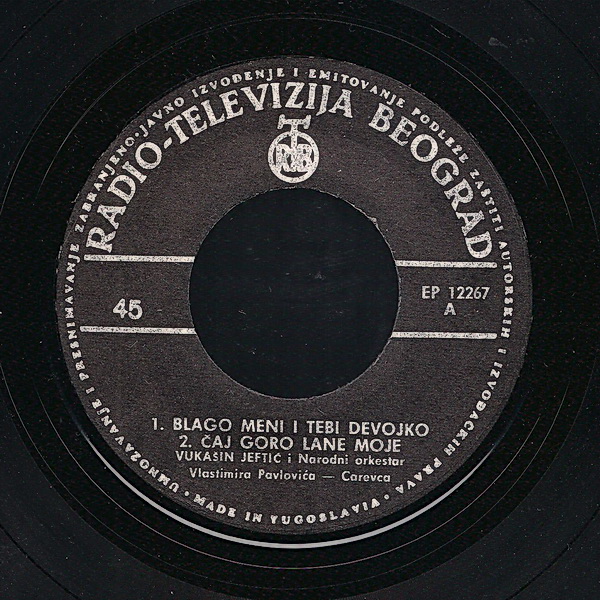 UMNOŽAVANJE I PRESNIMAVANJE ZABRANJENO·JAVNO IZVOĐENJE I EMITOVANJE PODLEŽE ZAŠTITI AUTORSKIH I IZVOĐAČKIH PRAVA·
RADIO-TELEVIZIJA BEOGRAD
RTB
45
EP 12267
A
1. BLAGO MENI I TEBI DEVOJKO
2. ČAJ GORO LANE MOJE
VUKAŠIN JEFTIĆ i Narodni orkestar
Vlastimira Pavlovića — Carevca
· MADE IN YUGOSLAVIA ·